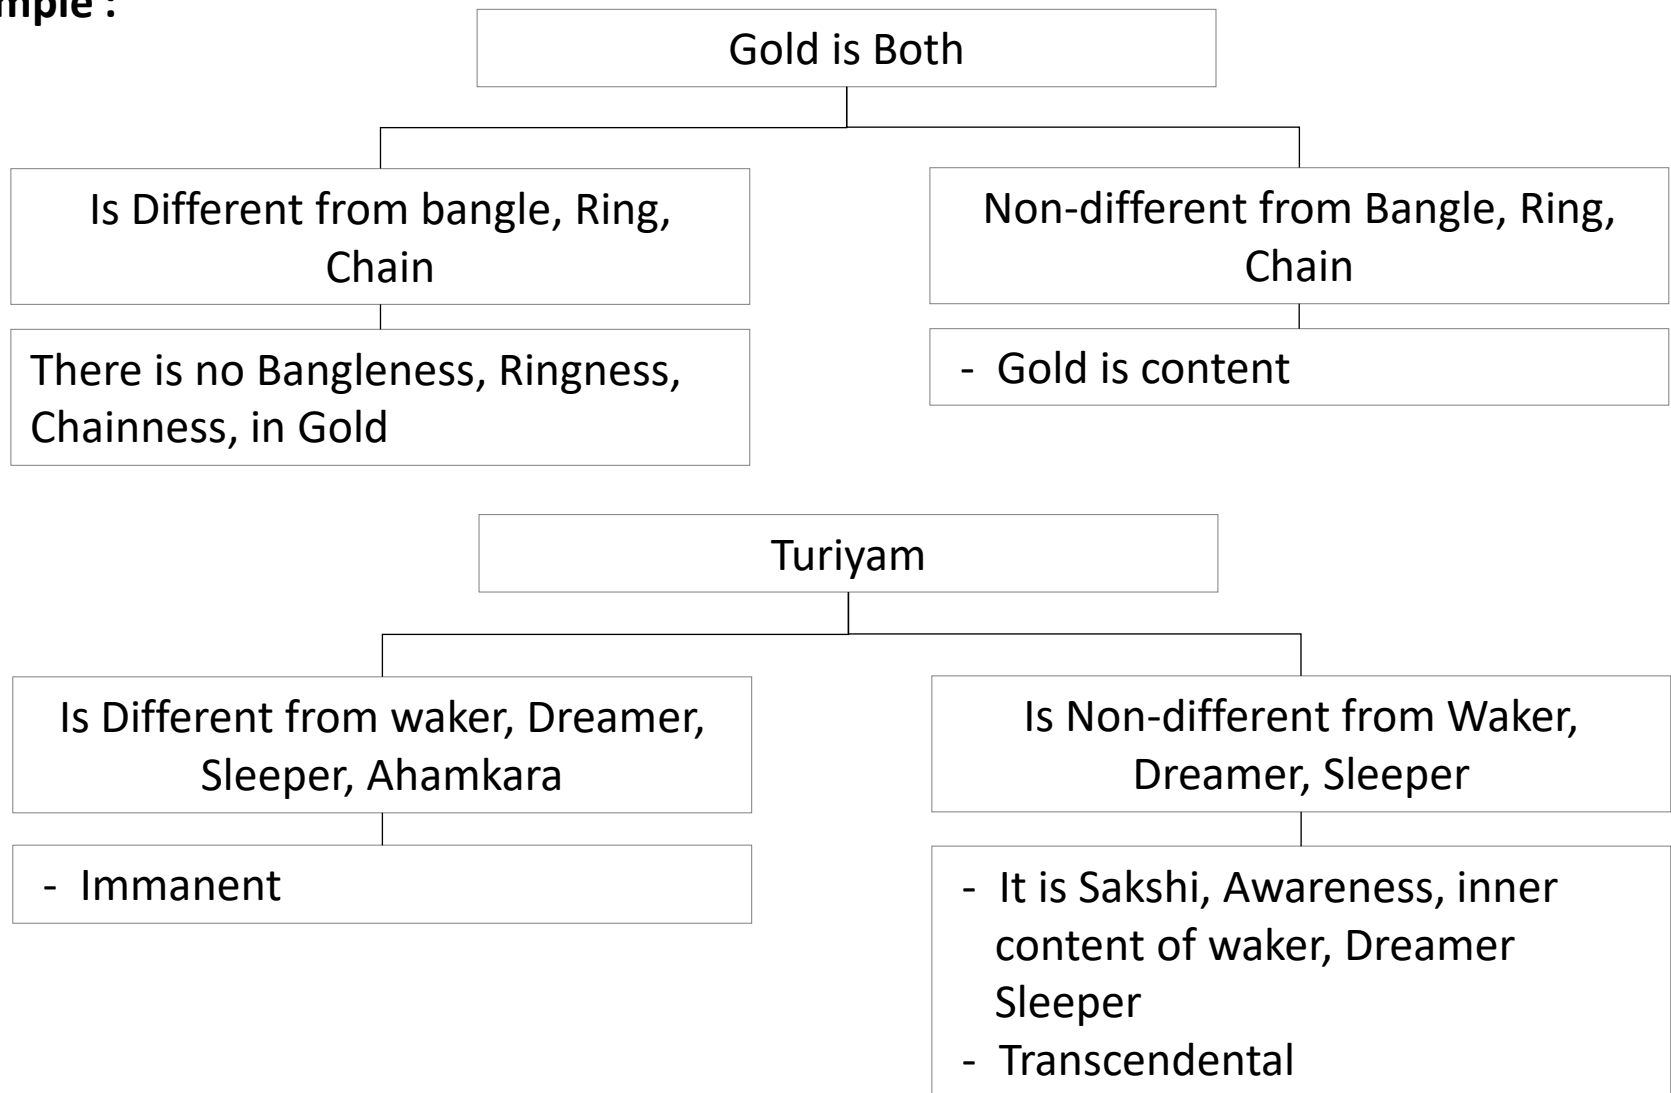 mple :
Gold is Both
Is Different from bangle, Ring,
Chain
Non-different from Bangle, Ring,
Chain
There is no Bangleness, Ringness,
Chainness, in Gold
- Gold is content
Turiyam
Is Different from waker, Dreamer,
Sleeper, Ahamkara
Is Non-different from Waker,
Dreamer, Sleeper
- Immanent
- It is Sakshi, Awareness, inner
content of waker, Dreamer
Sleeper
- Transcendental